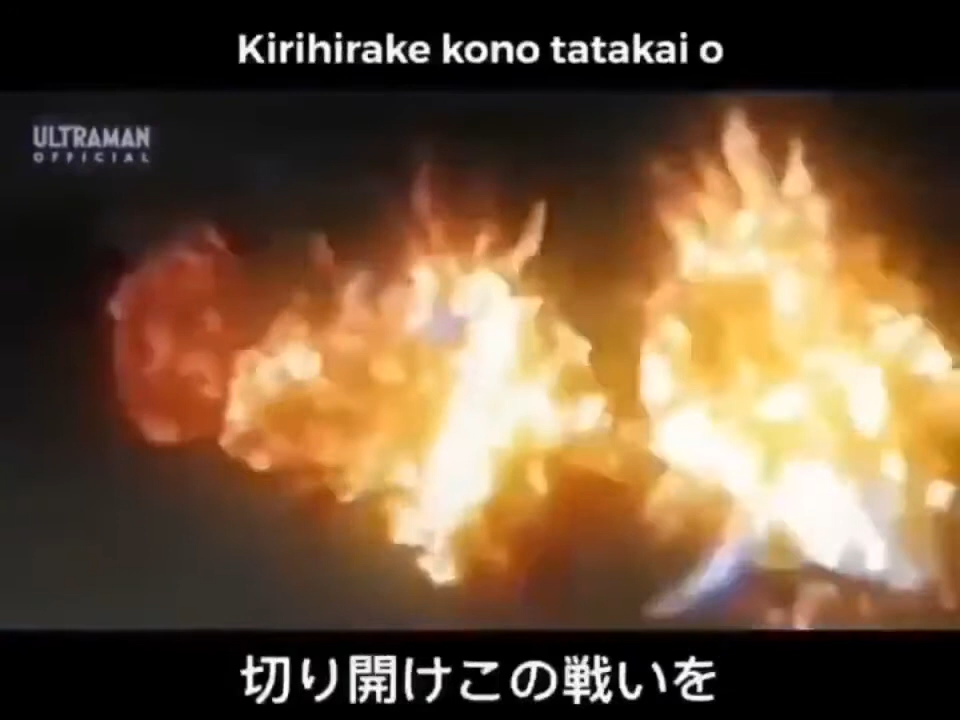 Kirihirake kono tatakai o
ULTRAMAN
OFFICIAL
切り開けこの戦いを